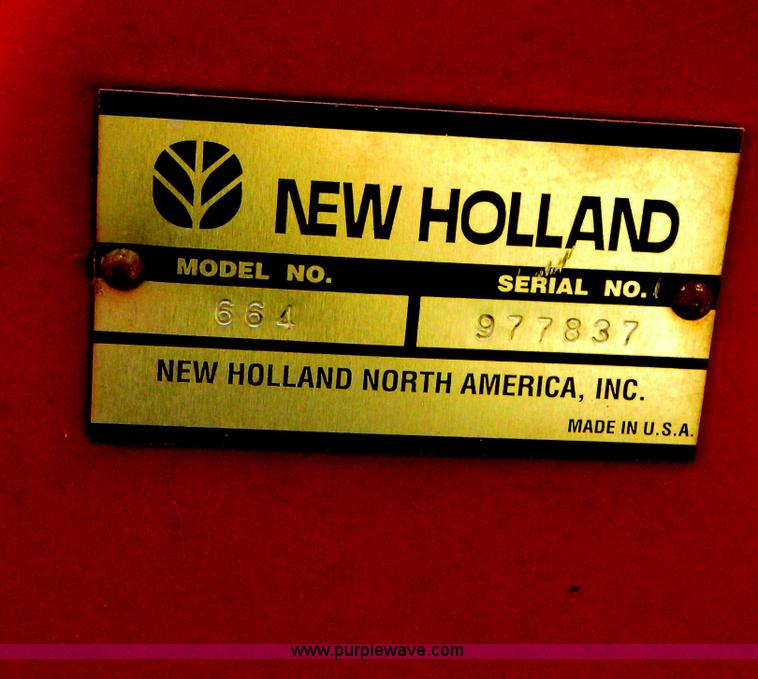 NEW HOLLAND
MODEL NO. SERIAL NO.
664 977837
NEW HOLLAND NORTH AMERICA, INC.
MADE IN U.S.A.
www.purplewave.com